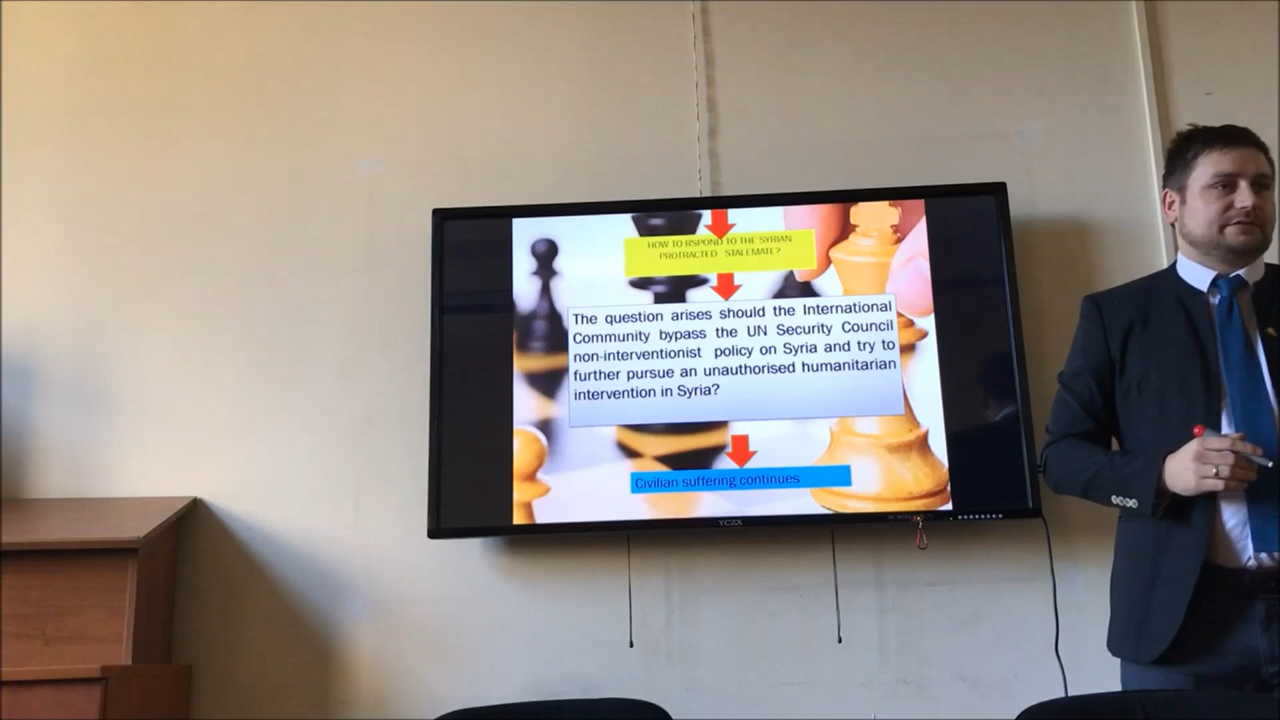 HOW TO RSPOND TO THE SYRIAN
PROTRACTED STALEMATE?
The question arises should the International
Community bypass the UN Security Council
non-interventionist policy on Syria and try to
further pursue an unauthorised humanitarian
intervention in Syria?
Civilian suffering continues
YCZX